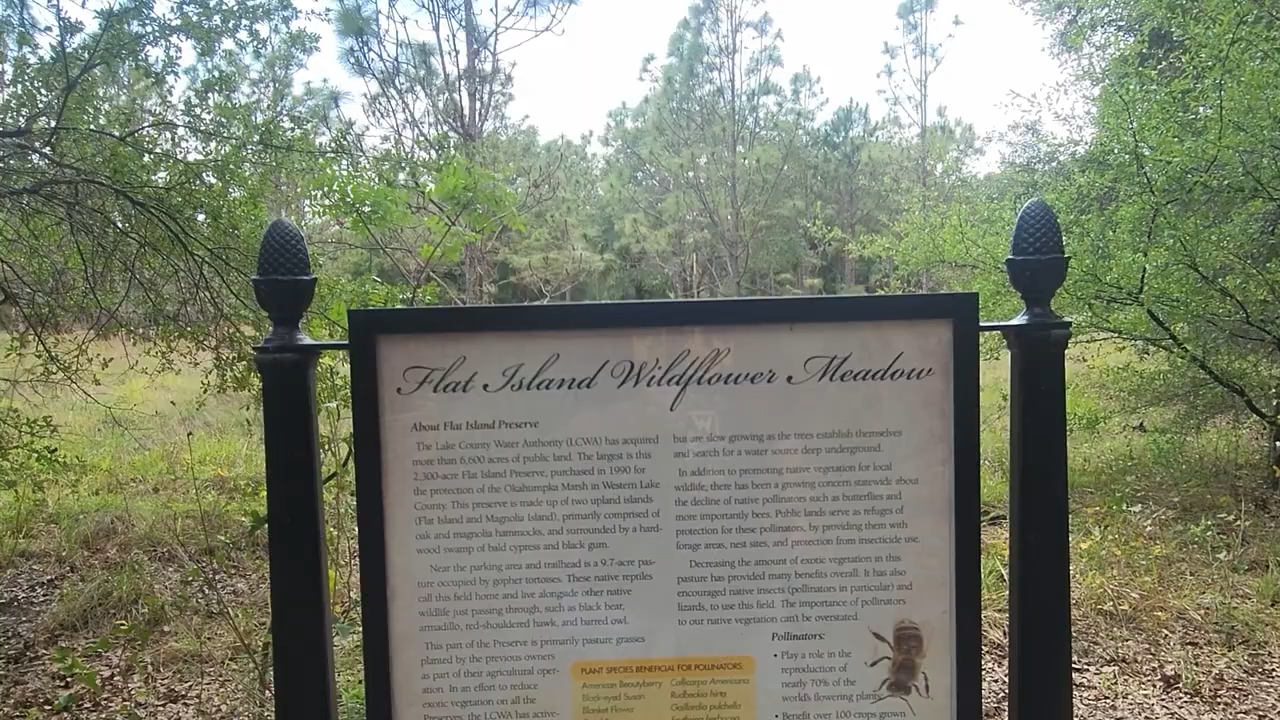 Flat Island Wildflower Meadow
About Flat Island Preserve
The Lake County Water Authority (LCWA) has acquired
more than 6,600 acres of public land. The largest is this
2,300-acre Flat Island Preserve, purchased in 1990 for
the protection of the Okahumpka Marsh in Western Lake
County. This preserve is made up of two upland islands
(Flat Island and Magnolia Island), primarily comprised of
oak and magnolia hammocks, and surrounded by a hard-
wood swamp of bald cypress and black gum.
Near the parking area and trailhead is a 9.7-acre pas-
ture occupied by gopher tortoises. These native reptiles
call this field home and live alongside other native
wildlife just passing through, such as black bear,
armadillo, red-shouldered hawk, and barred owl.
This part of the Preserve is primarily pasture grasses
planted by the previous owners
as part of their agricultural oper-
ation. In an effort to reduce
exotic vegetation on all the
Preserves, the LCWA has active-
but are slow growing as the trees establish themselves
and search for a water source deep underground.
In addition to promoting native vegetation for local
wildlife, there has been a growing concern statewide about
the decline of native pollinators such as butterflies and
more importantly bees. Public lands serve as refuges of
protection for these pollinators, by providing them with
forage areas, nest sites, and protection from insecticide use.
Decreasing the amount of exotic vegetation in this
pasture has provided many benefits overall. It has also
encouraged native insects (pollinators in particular) and
lizards, to use this field. The importance of pollinators
to our native vegetation can't be overstated.
PLANT SPECIES BENEFICIAL FOR POLLINATORS:
American Beautyberry Callicarpa Americana
Black-eyed Susan Rudbeckia hirta
Blanket Flower Gaillardia pulchella
Pollinators:
• Play a role in the
reproduction of
nearly 70% of the
world's flowering plants
• Benefit over 100 crops grown